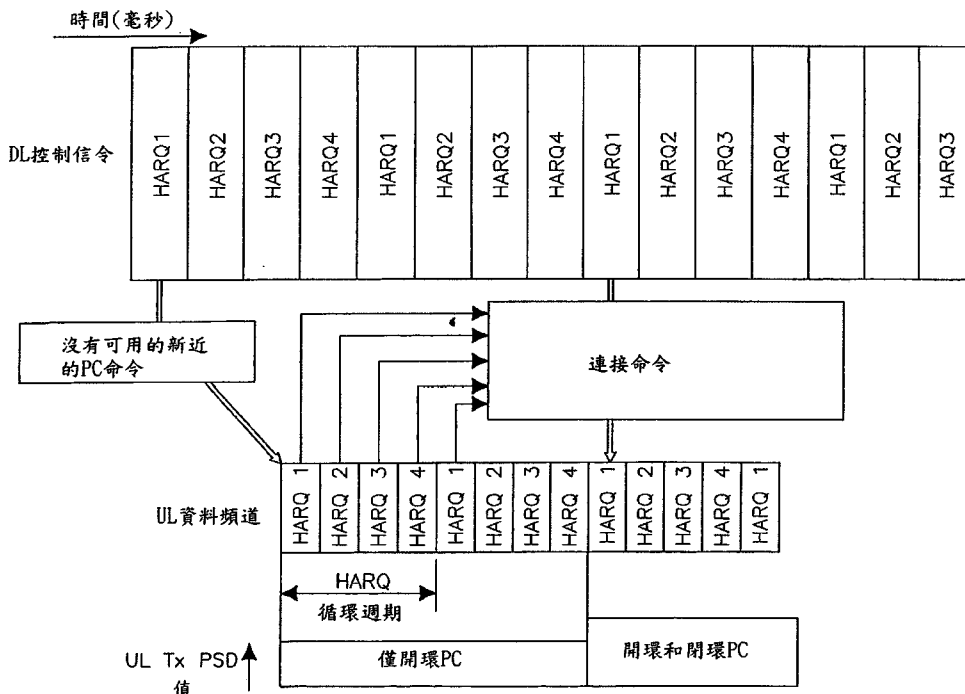 時間(毫秒)
DL控制信令
HARQ1
HARQ2
HARQ3
HARQ4
HARQ1
HARQ2
HARQ3
HARQ4
HARQ1
HARQ2
HARQ3
HARQ4
HARQ1
HARQ2
HARQ3
沒有可用的新近
的PC命令
連接命令
UL資料頻道
HARQ 1
HARQ 2
HARQ 3
HARQ 4
HARQ 1
HARQ 2
HARQ 3
HARQ 4
HARQ 1
HARQ 2
HARQ 3
HARQ 4
HARQ 1
HARQ
循環週期
UL Tx PSD
值
僅開環PC
開環和閉環PC